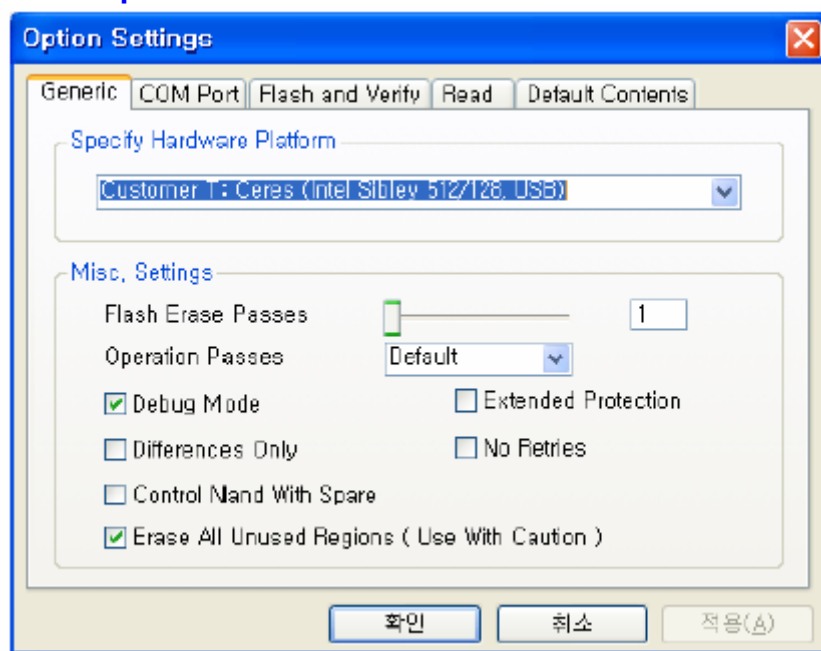 Option Settings
Generic COM Port Flash and Verify Read Default Contents
Specify Hardware Platform
Customer T: Ceres (Intel Sibley 512/128, USB)
Misc, Settings
Flash Erase Passes 1
Operation Passes Default
Debug Mode Extended Protection
Differences Only No Retries
Control Nand With Spare
Erase All Unused Regions ( Use With Caution )
확인 취소 적용(A)